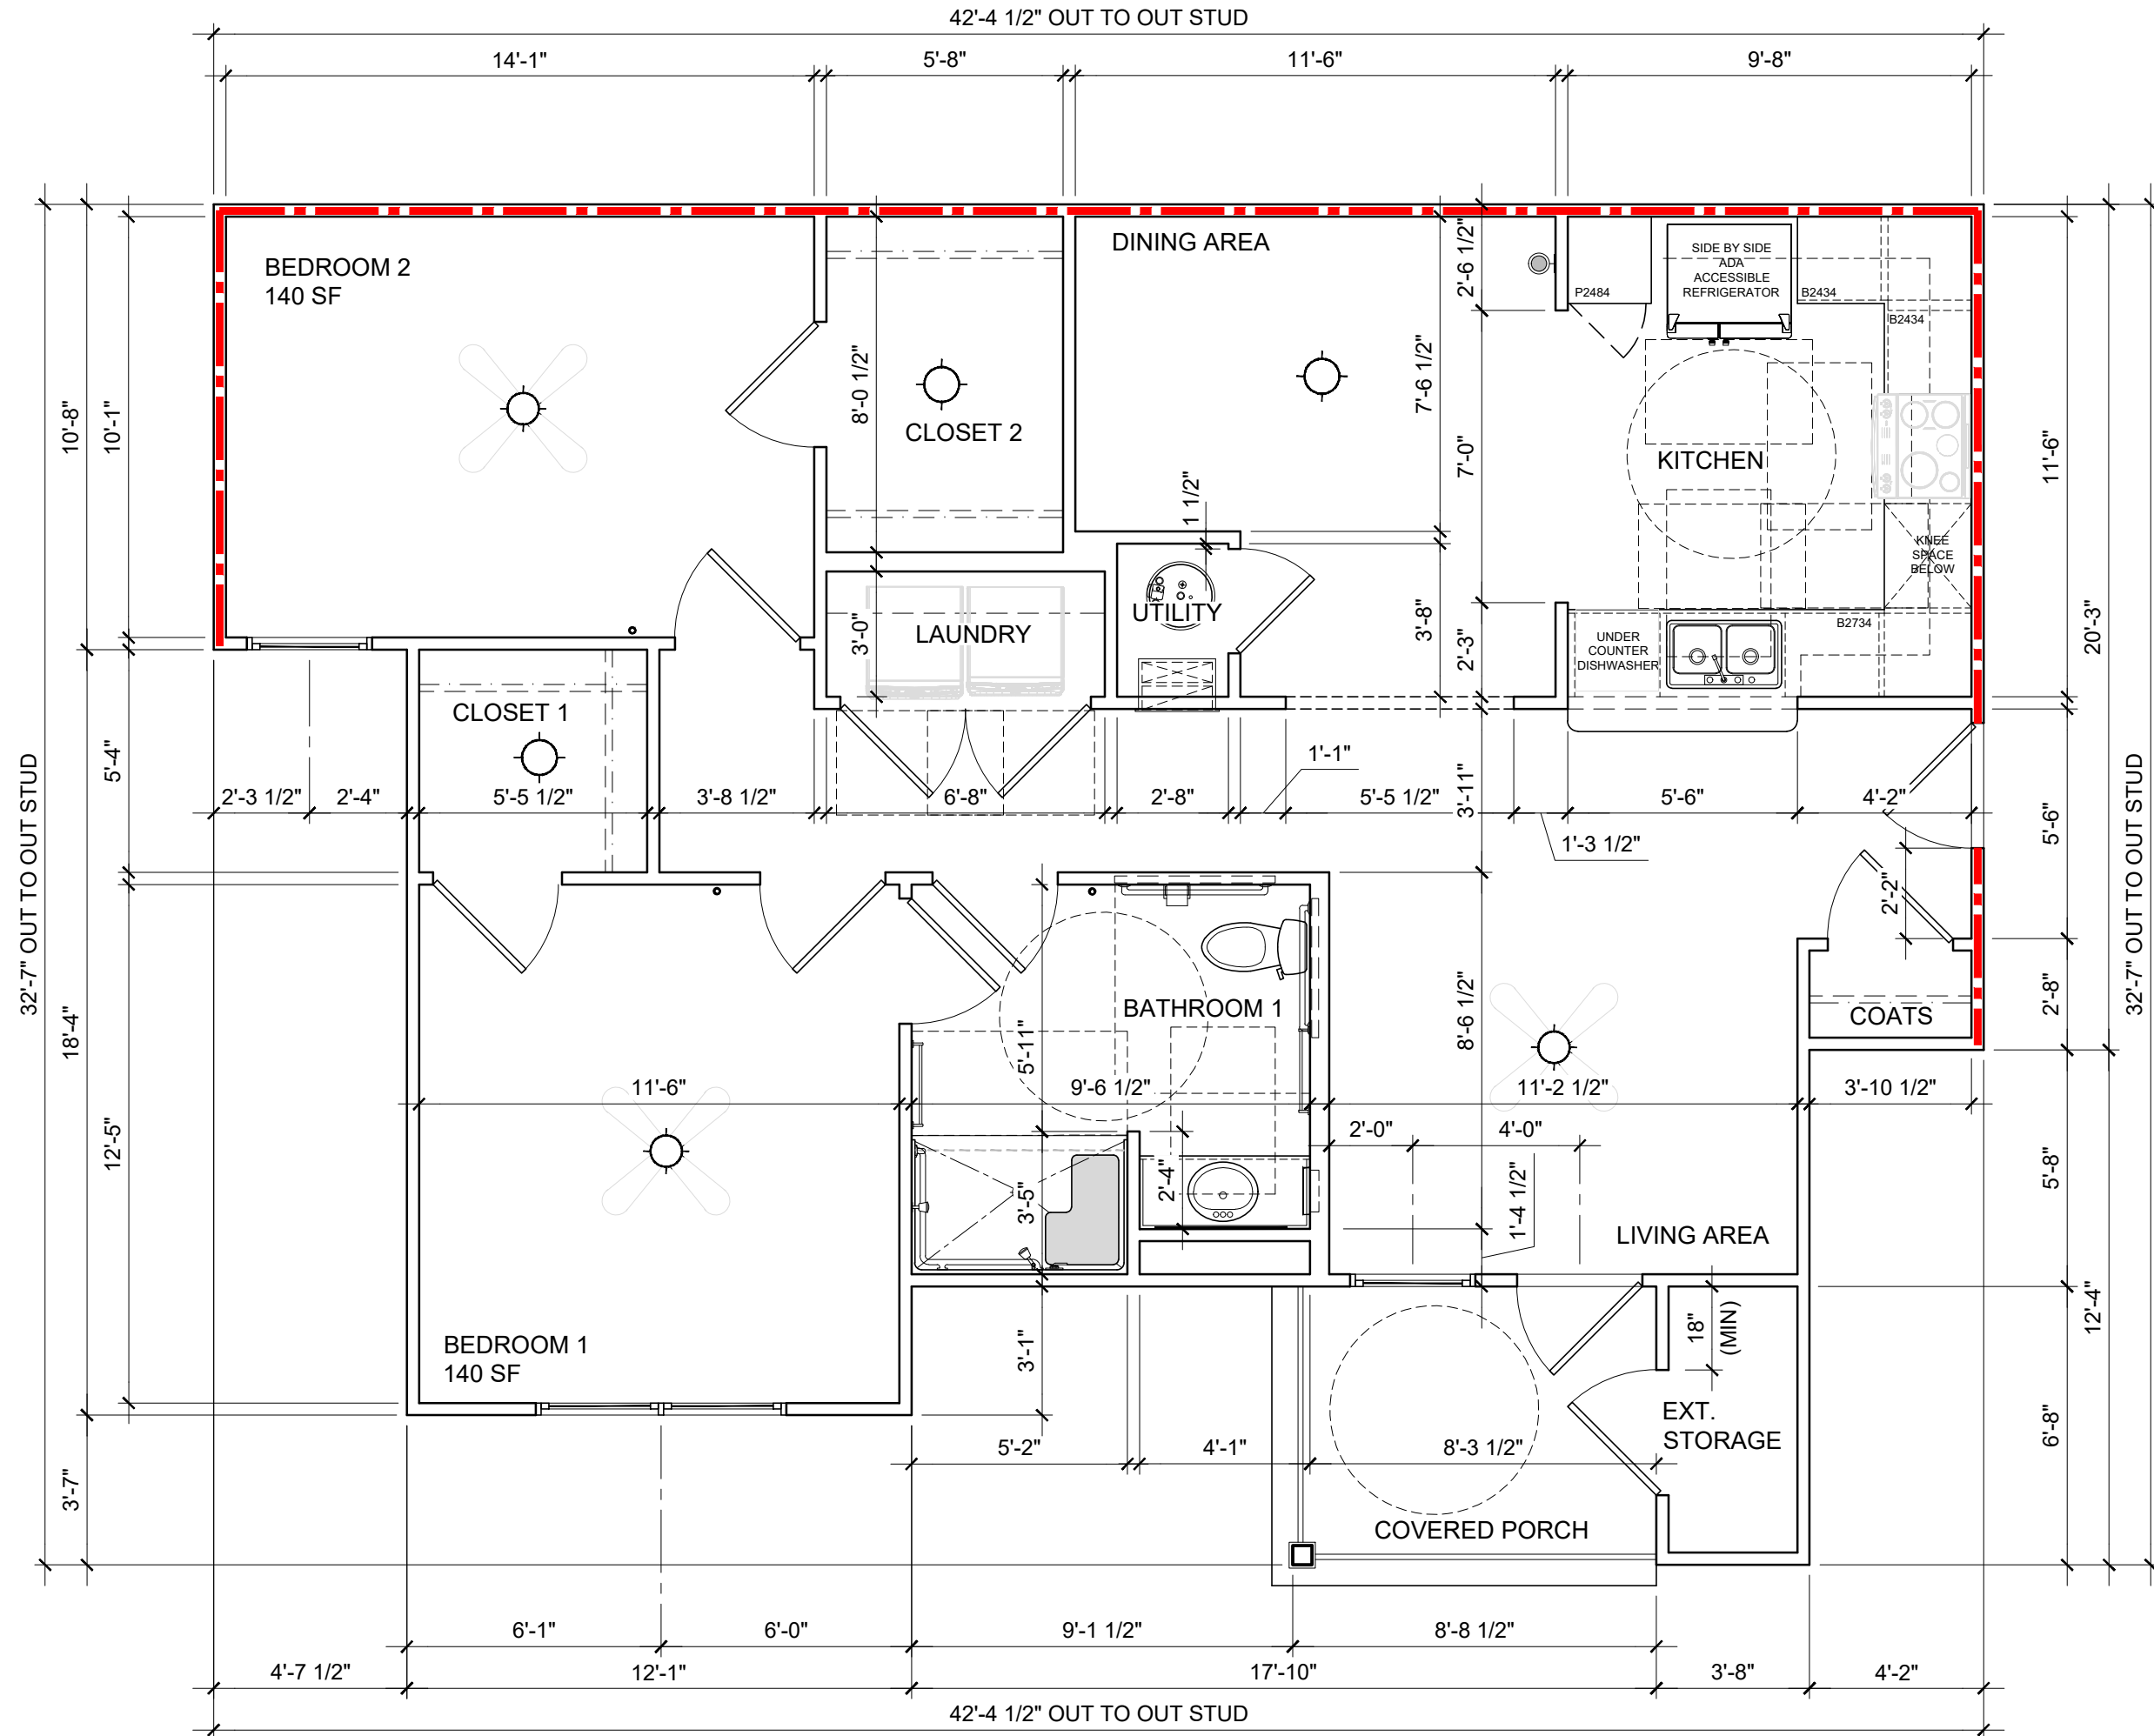 42'-4 1/2" OUT TO OUT STUD
14'-1"
5'-8"
11'-6"
9'-8"
BEDROOM 2
140 SF
DINING AREA
2'-6 1/2"
SIDE BY SIDE
ADA
ACCESSIBLE
REFRIGERATOR
P2484
B2434
B2434
10'-8"
10'-1"
8'-0 1/2"
CLOSET 2
7'-6 1/2"
7'-0"
KITCHEN
11'-6"
1 1/2"
KNEE
SPACE
BELOW
UTILITY
LAUNDRY
3'-0"
3'-8"
2'-3"
UNDER
COUNTER
DISHWASHER
B2734
20'-3"
CLOSET 1
5'-4"
1'-1"
3'-11"
2'-3 1/2"
2'-4"
5'-5 1/2"
3'-8 1/2"
6'-8"
2'-8"
5'-5 1/2"
5'-6"
4'-2"
1'-3 1/2"
5'-6"
32'-7" OUT TO OUT STUD
32'-7" OUT TO OUT STUD
2'-2"
18'-4"
BATHROOM 1
8'-6 1/2"
COATS
2'-8"
5'-11"
11'-6"
9'-6 1/2"
11'-2 1/2"
3'-10 1/2"
12'-5"
2'-0"
4'-0"
5'-8"
2'-4"
3'-5"
1'-4 1/2"
LIVING AREA
BEDROOM 1
140 SF
3'-1"
18"
(MIN)
12'-4"
EXT.
STORAGE
5'-2"
4'-1"
8'-3 1/2"
6'-8"
3'-7"
COVERED PORCH
6'-1"
6'-0"
9'-1 1/2"
8'-8 1/2"
4'-7 1/2"
12'-1"
17'-10"
3'-8"
4'-2"
42'-4 1/2" OUT TO OUT STUD